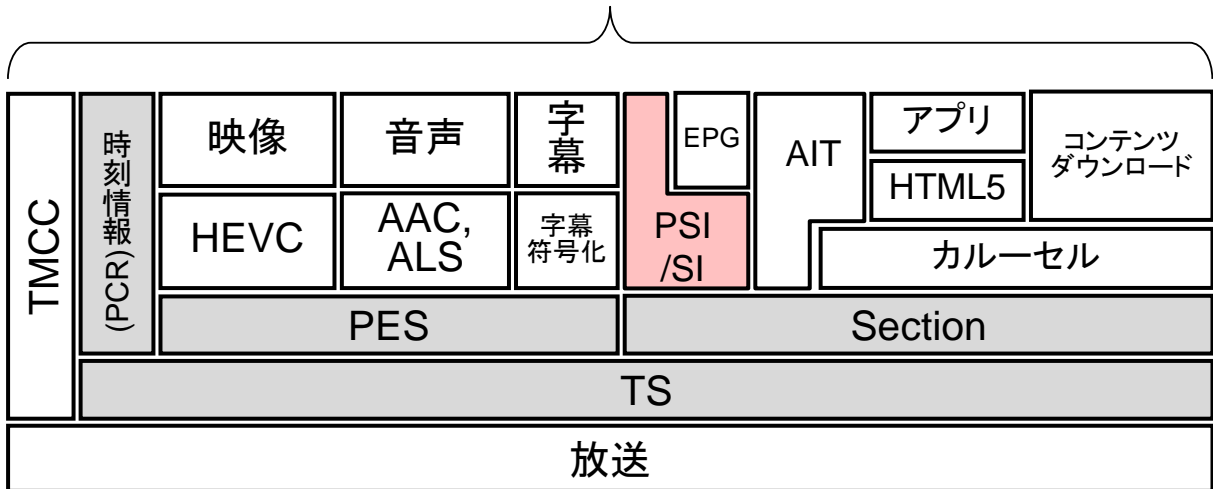 TMCC
時刻情報(PCR)
映像
音声
字幕
EPG
AIT
アプリ
コンテンツ
ダウンロード
HTML5
HEVC
AAC,
ALS
字幕
符号化
PSI
/SI
カルーセル
PES
Section
TS
放送